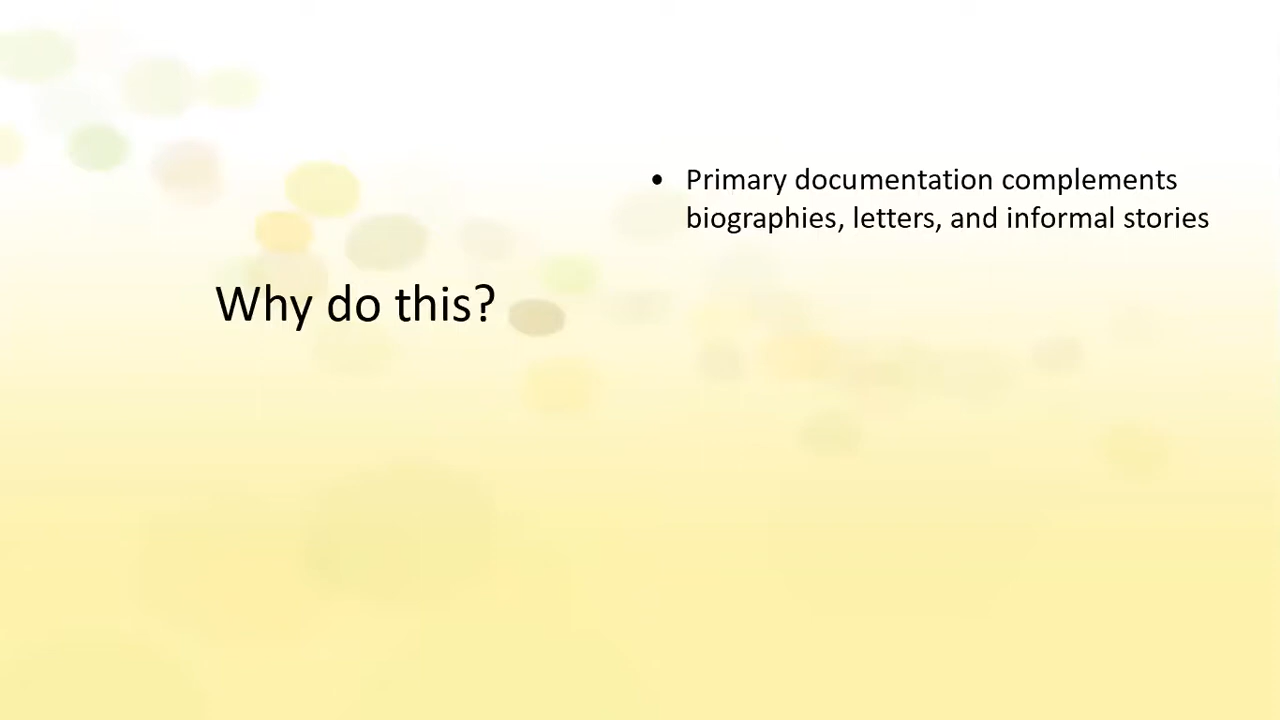 Why do this?
• Primary documentation complements
biographies, letters, and informal stories